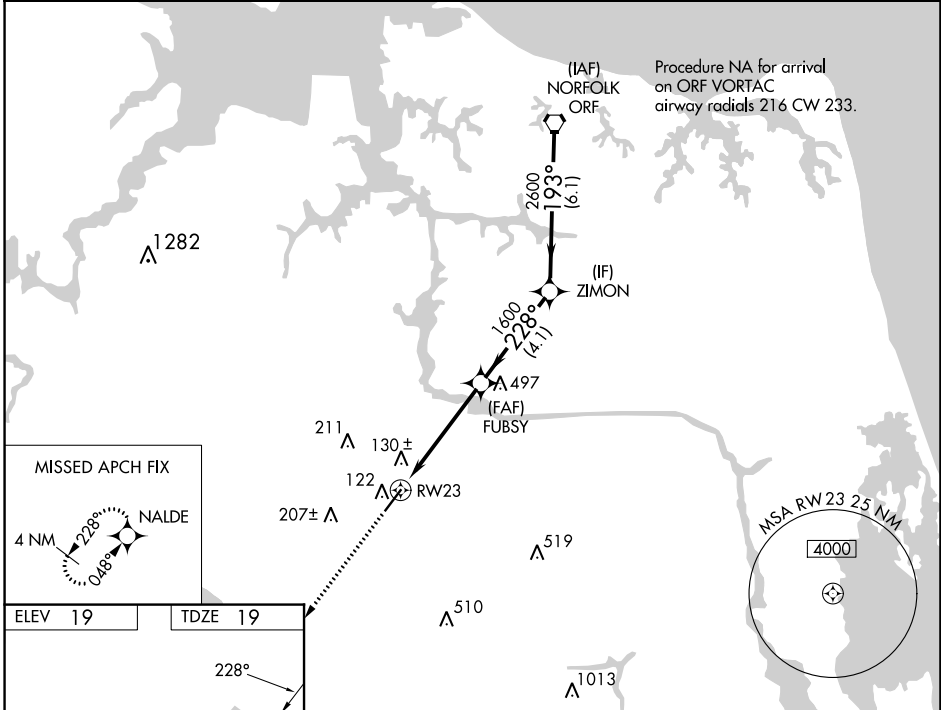 (IAF)
NORFOLK
ORF
Procedure NA for arrival
on ORF VORTAC
airway radials 216 CW 233.
2600
193°
(6.1)
1282
(IF)
ZIMON
1600
228°
(4.1)
497
(FAF)
FUBSY
211
130±
122
RW23
207±
MISSED APCH FIX
NALDE
4 NM
228°
048°
MSA RW23 25 NM
4000
519
510
1013
ELEV 19
TDZE 19
228°